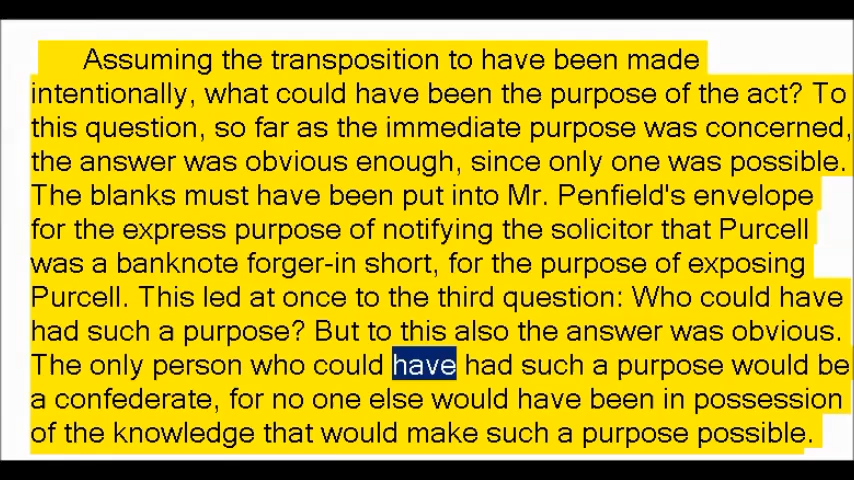 Assuming the transposition to have been made
intentionally, what could have been the purpose of the act? To
this question, so far as the immediate purpose was concerned,
the answer was obvious enough, since only one was possible.
The blanks must have been put into Mr. Penfield's envelope
for the express purpose of notifying the solicitor that Purcell
was a banknote forger-in short, for the purpose of exposing
Purcell. This led at once to the third question: Who could have
had such a purpose? But to this also the answer was obvious.
The only person who could have had such a purpose would be
a confederate, for no one else would have been in possession
of the knowledge that would make such a purpose possible.